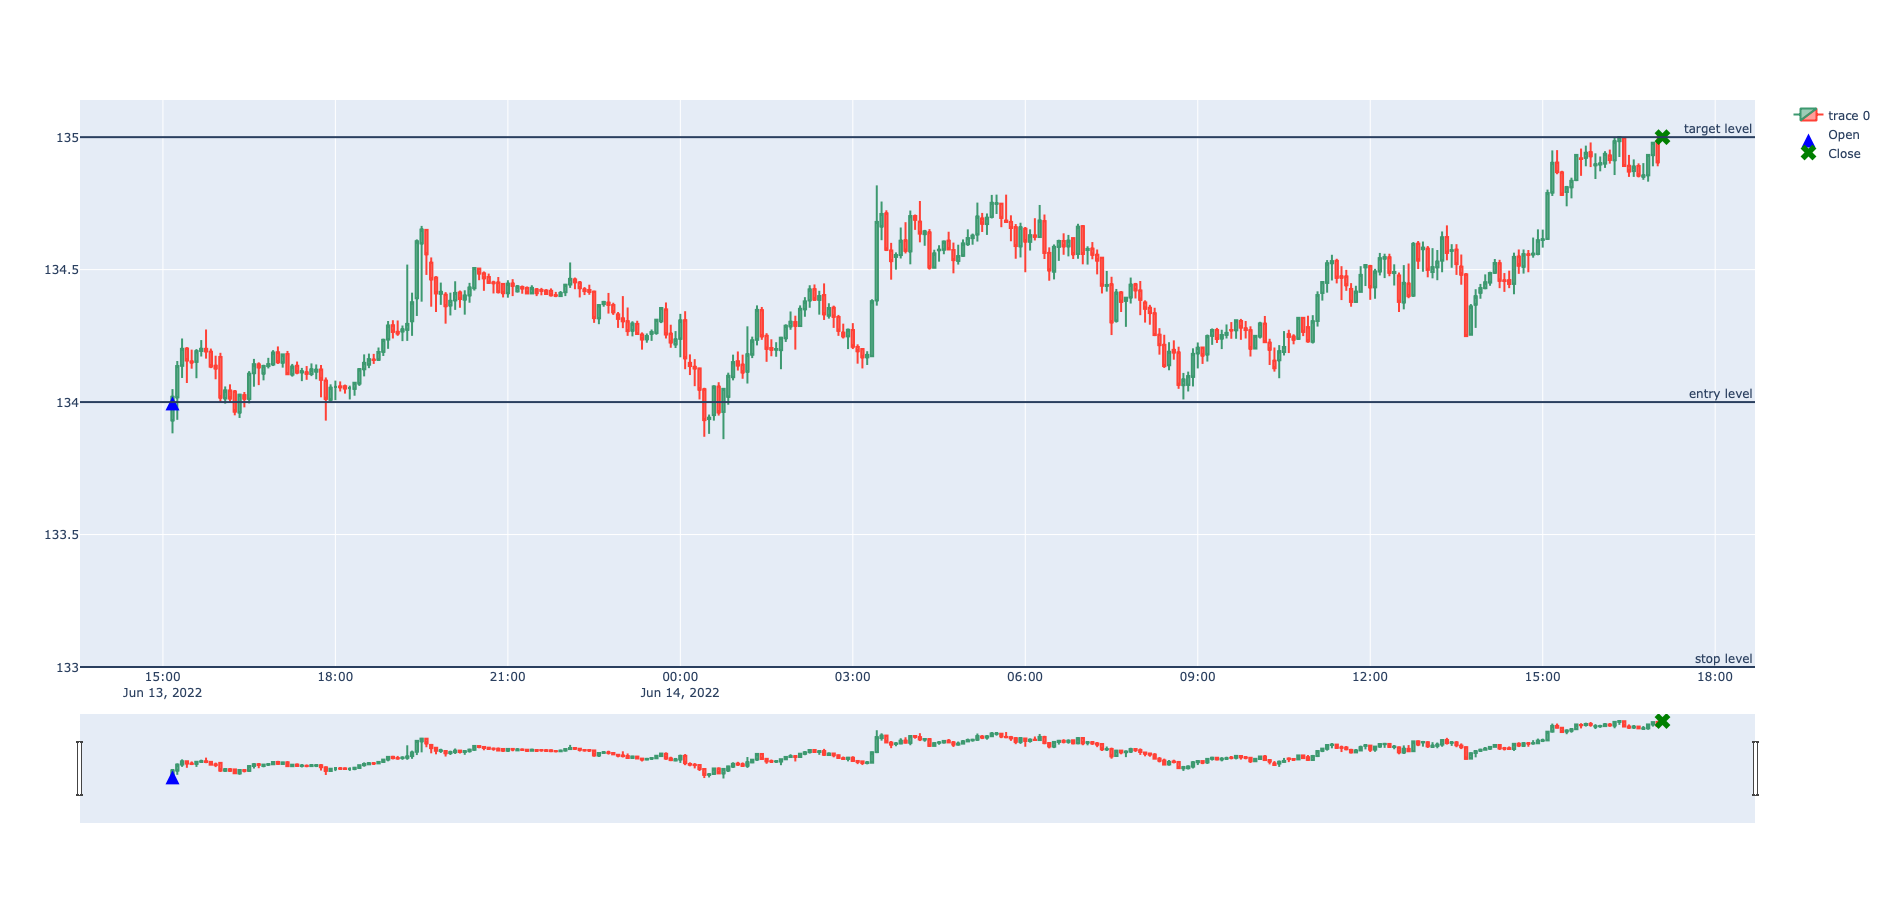 trace 0
Open
Close
135
target level
134.5
134
entry level
133.5
133
stop level
15:00 18:00 21:00 00:00 03:00 06:00 09:00 12:00 15:00 18:00
Jun 13, 2022 Jun 14, 2022